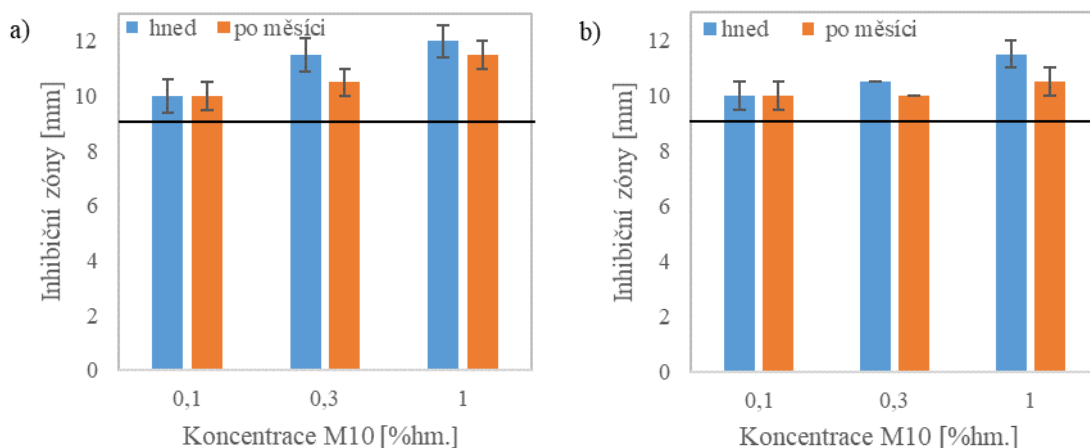 a)
hned po měsíci
12
10
8
6
4
2
0
Inhibiční zóny [mm]
0,1 0,3 1
Koncentrace M10 [%hm.]
b)
hned po měsíci
12
10
8
6
4
2
0
Inhibiční zóny [mm]
0,1 0,3 1
Koncentrace M10 [%hm.]